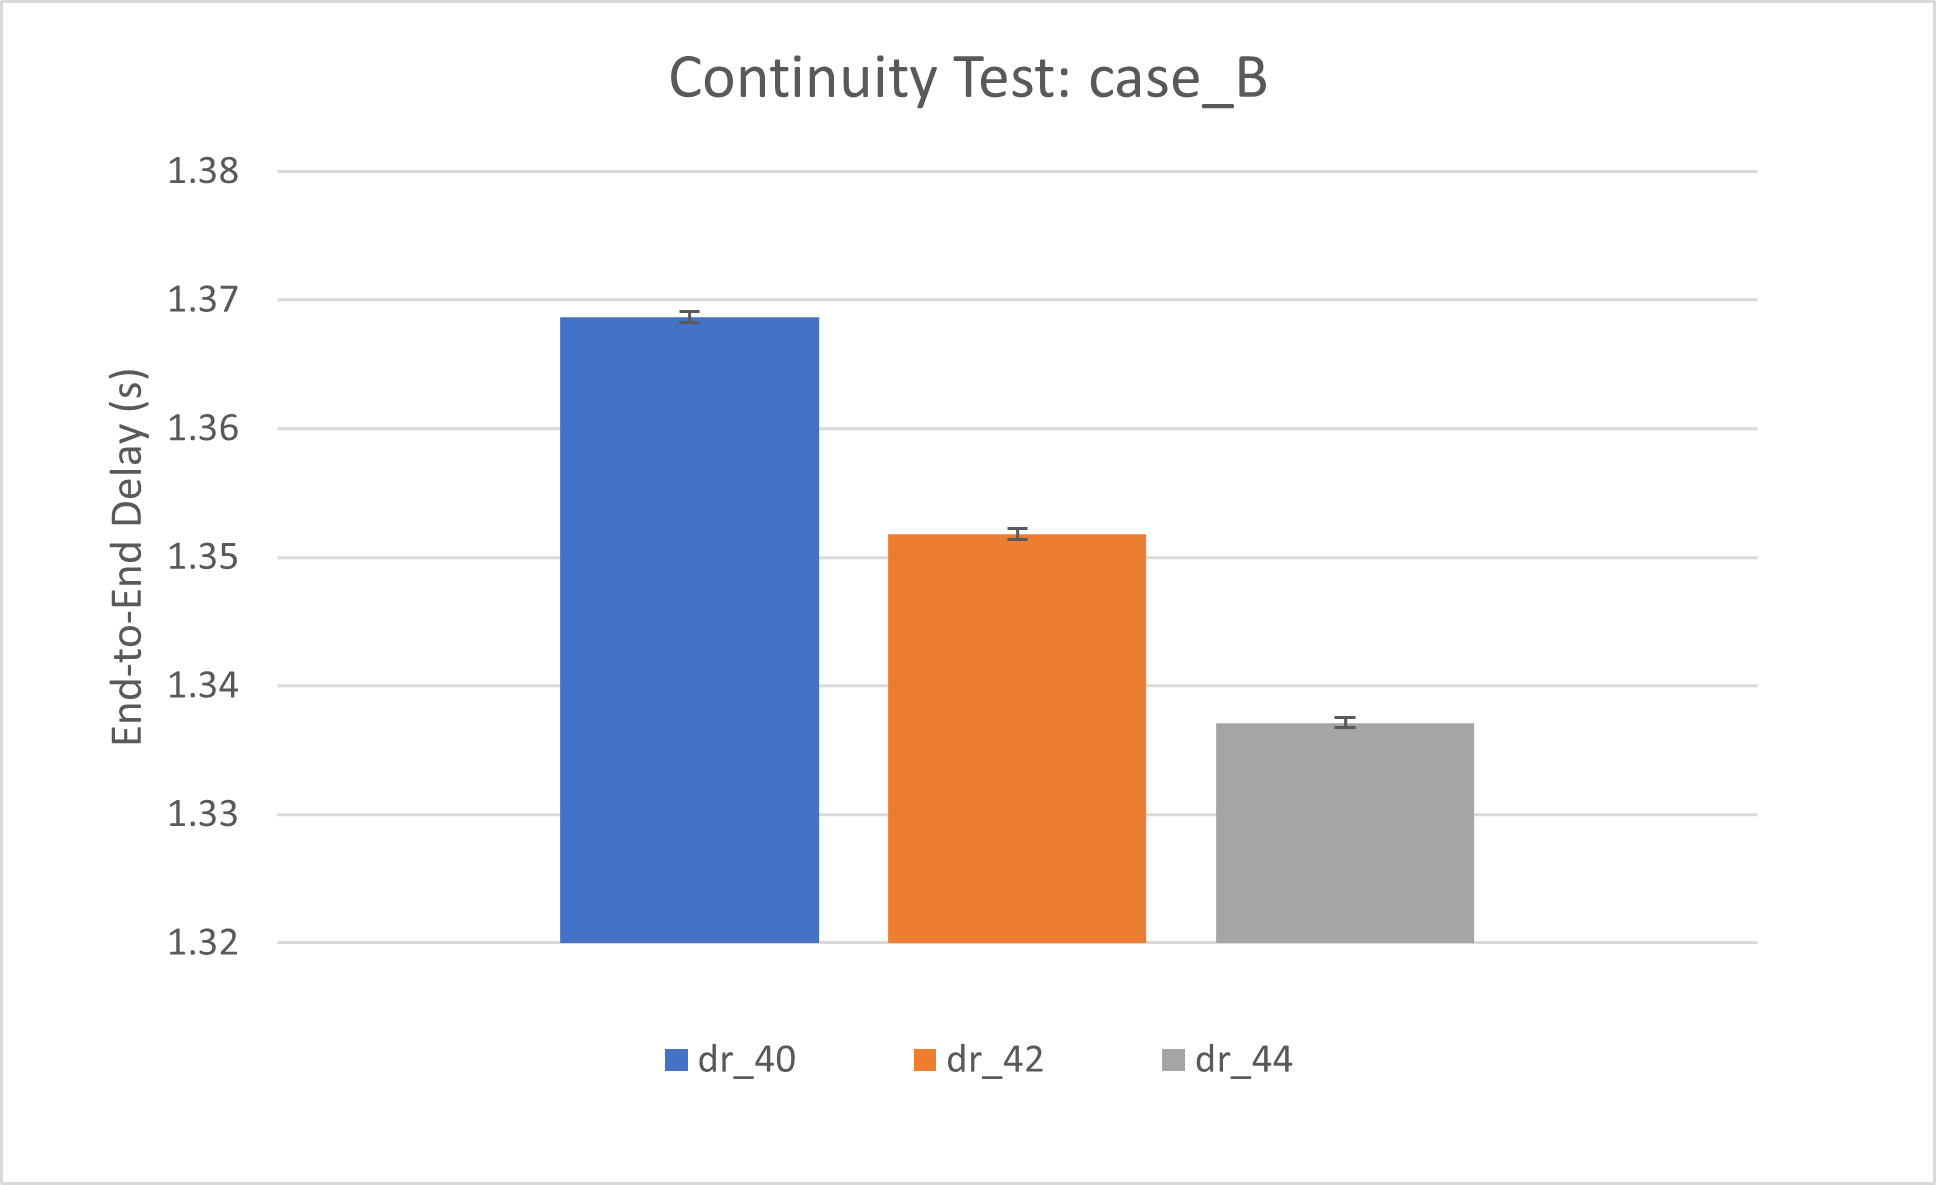 Continuity Test: case_B
End-to-End Delay (s)
1.38
1.37
1.36
1.35
1.34
1.33
1.32
dr_40
dr_42
dr_44